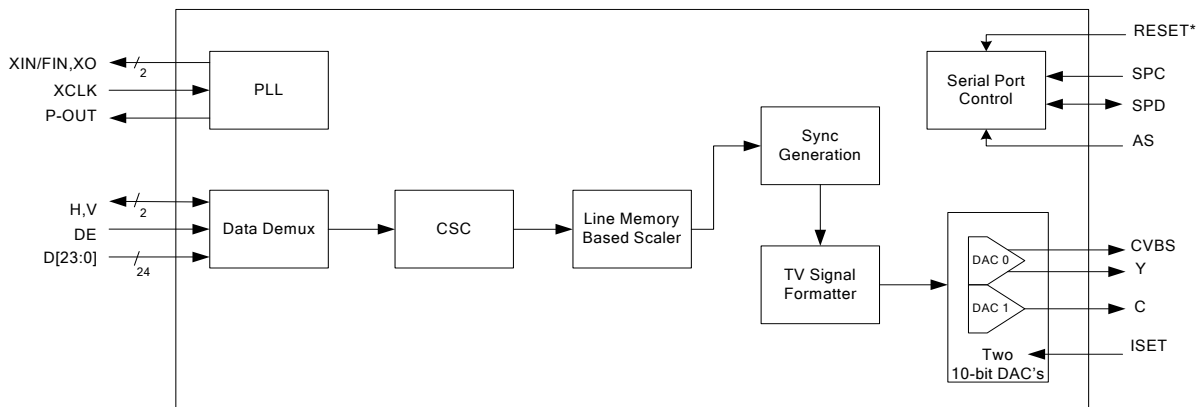 XIN/FIN,XO
2
XCLK
P-OUT
PLL
RESET*
Serial Port
Control
SPC
SPD
AS
Sync
Generation
H,V
2
DE
D[23:0]
24
Data Demux
CSC
Line Memory
Based Scaler
TV Signal
Formatter
DAC 0
DAC 1
Two
10-bit DAC's
CVBS
Y
C
ISET